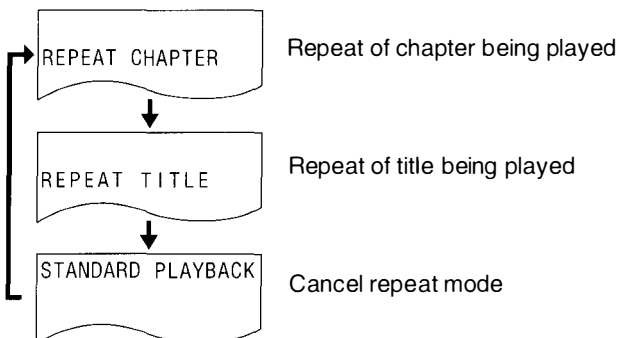 REPEAT CHAPTER
Repeat of chapter being played
REPEAT TITLE
Repeat of title being played
STANDARD PLAYBACK
Cancel repeat mode